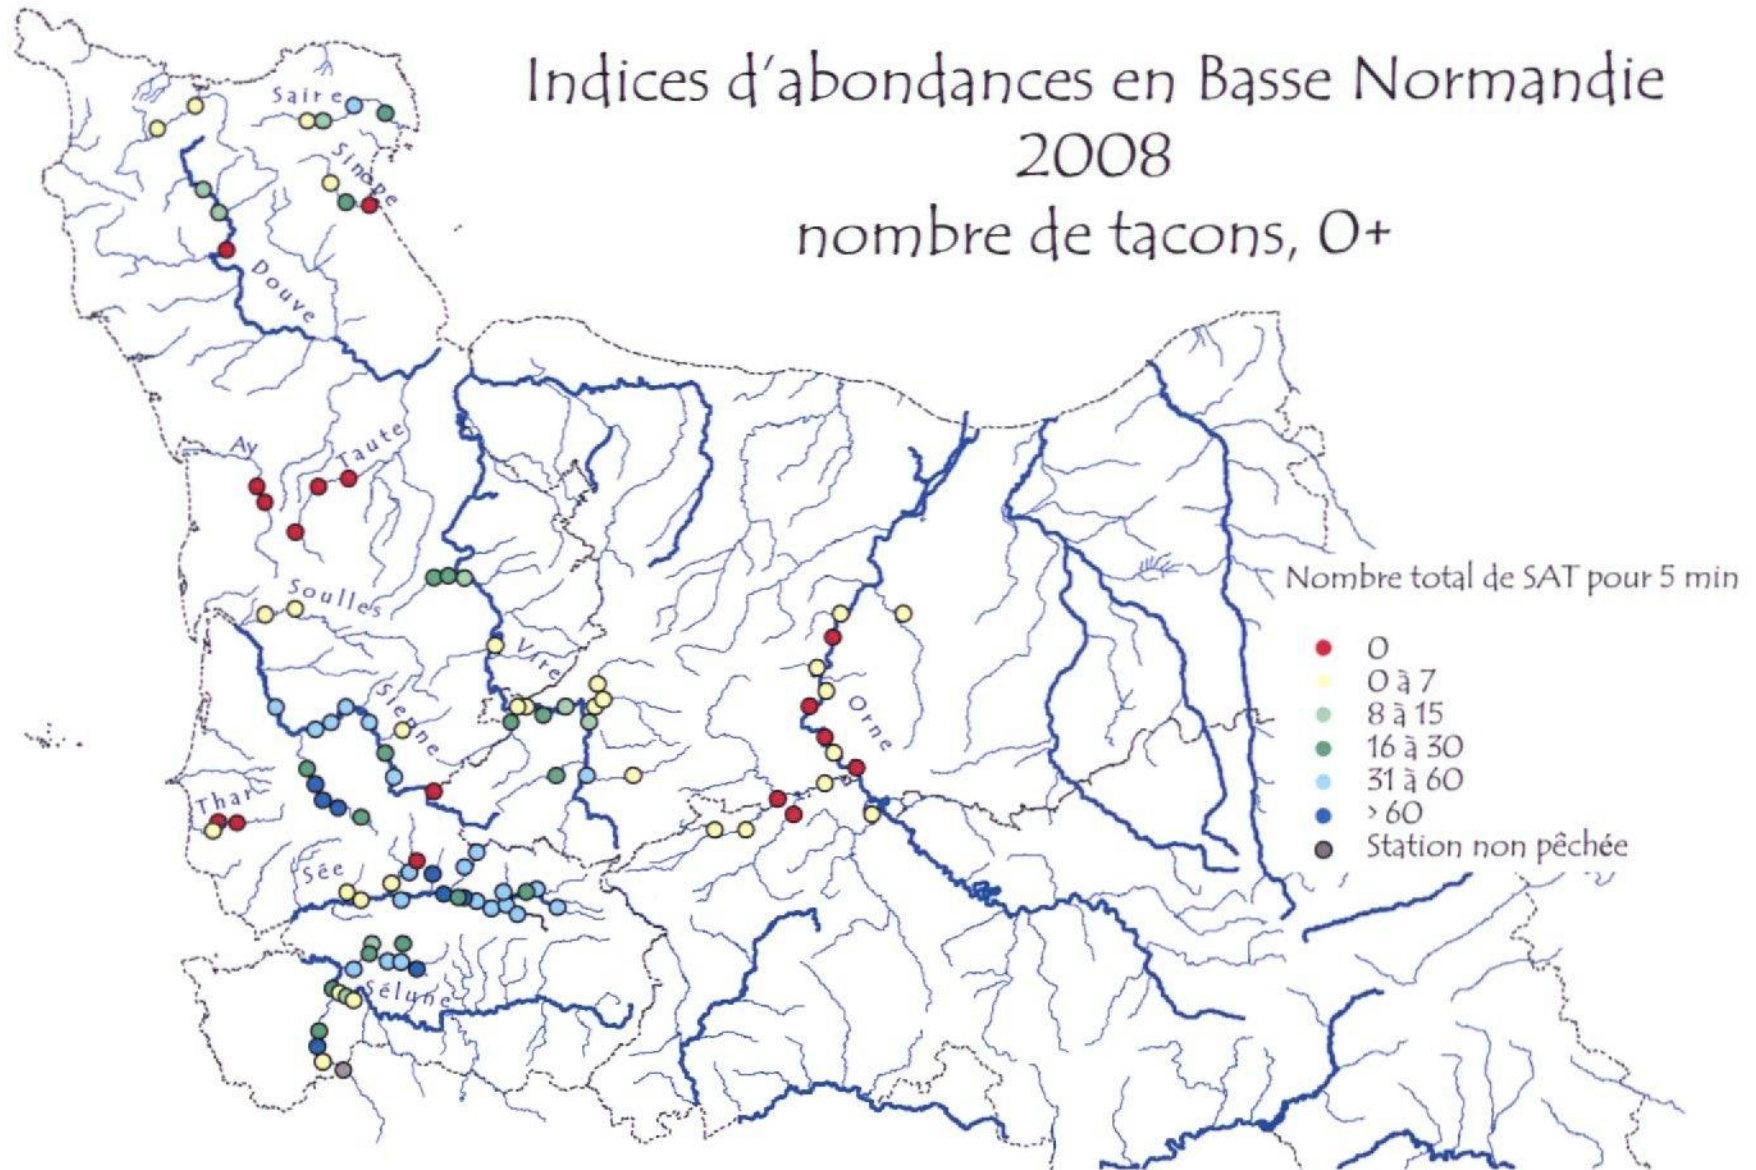 Indices d'abondances en Basse Normandie
2008
nombre de tacons, 0+
Saire
Sinope
Douve
Ay
Taute
Soulles
Vire
Sienne
Orne
Thar
Sée
Sélune
Nombre total de SAT pour 5 min
0
0 à 7
8 à 15
16 à 30
31 à 60
>60
Station non pêchée